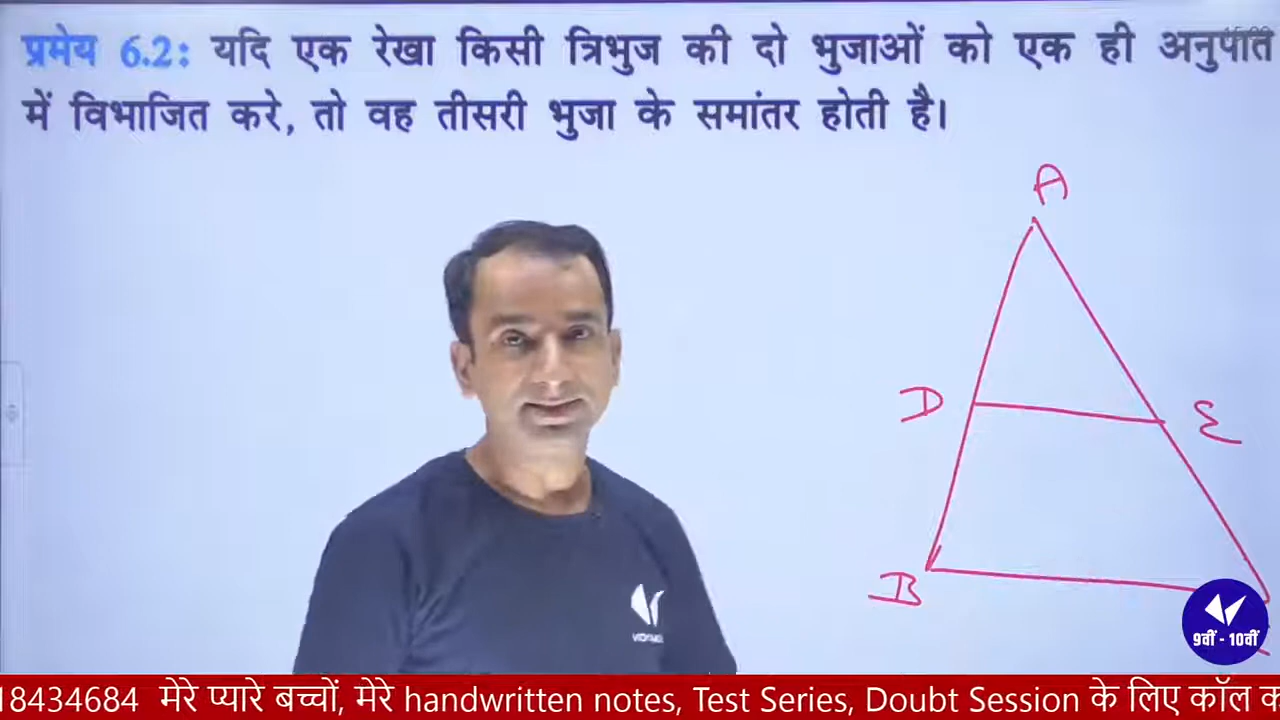 प्रमेय 6.2: यदि एक रेखा किसी त्रिभुज की दो भुजाओं को एक ही अनुपात
में विभाजित करे, तो वह तीसरी भुजा के समांतर होती है।
A
D
E
B
9वीं - 10वीं
18434684 मेरे प्यारे बच्चों, मेरे handwritten notes, Test Series, Doubt Session के लिए कॉल